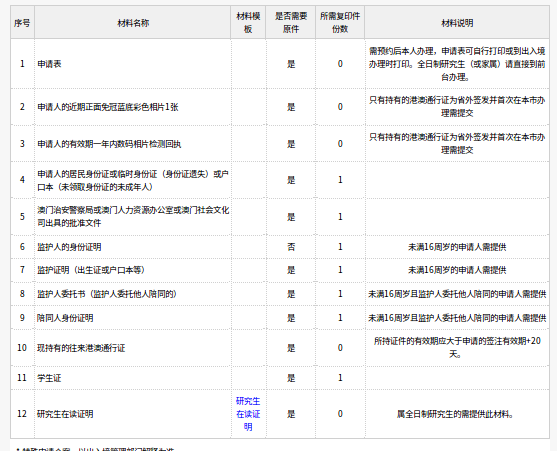 序号 材料名称 材料模板 是否需要原件 所需复印件份数 材料说明
1 申请表 是 0 需预约后本人办理，申请表可自行打印或到出入境
办理时打印。全日制研究生（或家属）请直接到前
台办理。
2 申请人的近期正面免冠蓝底彩色相片1张 是 0 只有持有的港澳通行证为省外签发并首次在本市办
理需提交
3 申请人的有效期一年内数码相片检测回执 是 0 只有持有的港澳通行证为省外签发并首次在本市办
理需提交
4 申请人的居民身份证或临时身份证（身份证遗失）或户
口本（未领取身份证的未成年人） 是 1
5 澳门治安警察局或澳门人力资源办公室或澳门社会文化
司出具的批准文件 是 1
6 监护人的身份证明 否 1 未满16周岁的申请人需提供
7 监护证明（出生证或户口本等） 是 1 未满16周岁的申请人需提供
8 监护人委托书（监护人委托他人陪同的） 是 1 未满16周岁且监护人委托他人陪同的申请人需提供
9 陪同人身份证明 是 1 未满16周岁且监护人委托他人陪同的申请人需提供
10 现持有的往来港澳通行证 是 0 所持证件的有效期应大于申请的签注有效期+20
天。
11 学生证 是 1
12 研究生在读证明 研究生
在读证
明 是 0 属全日制研究生的需提供此材料。